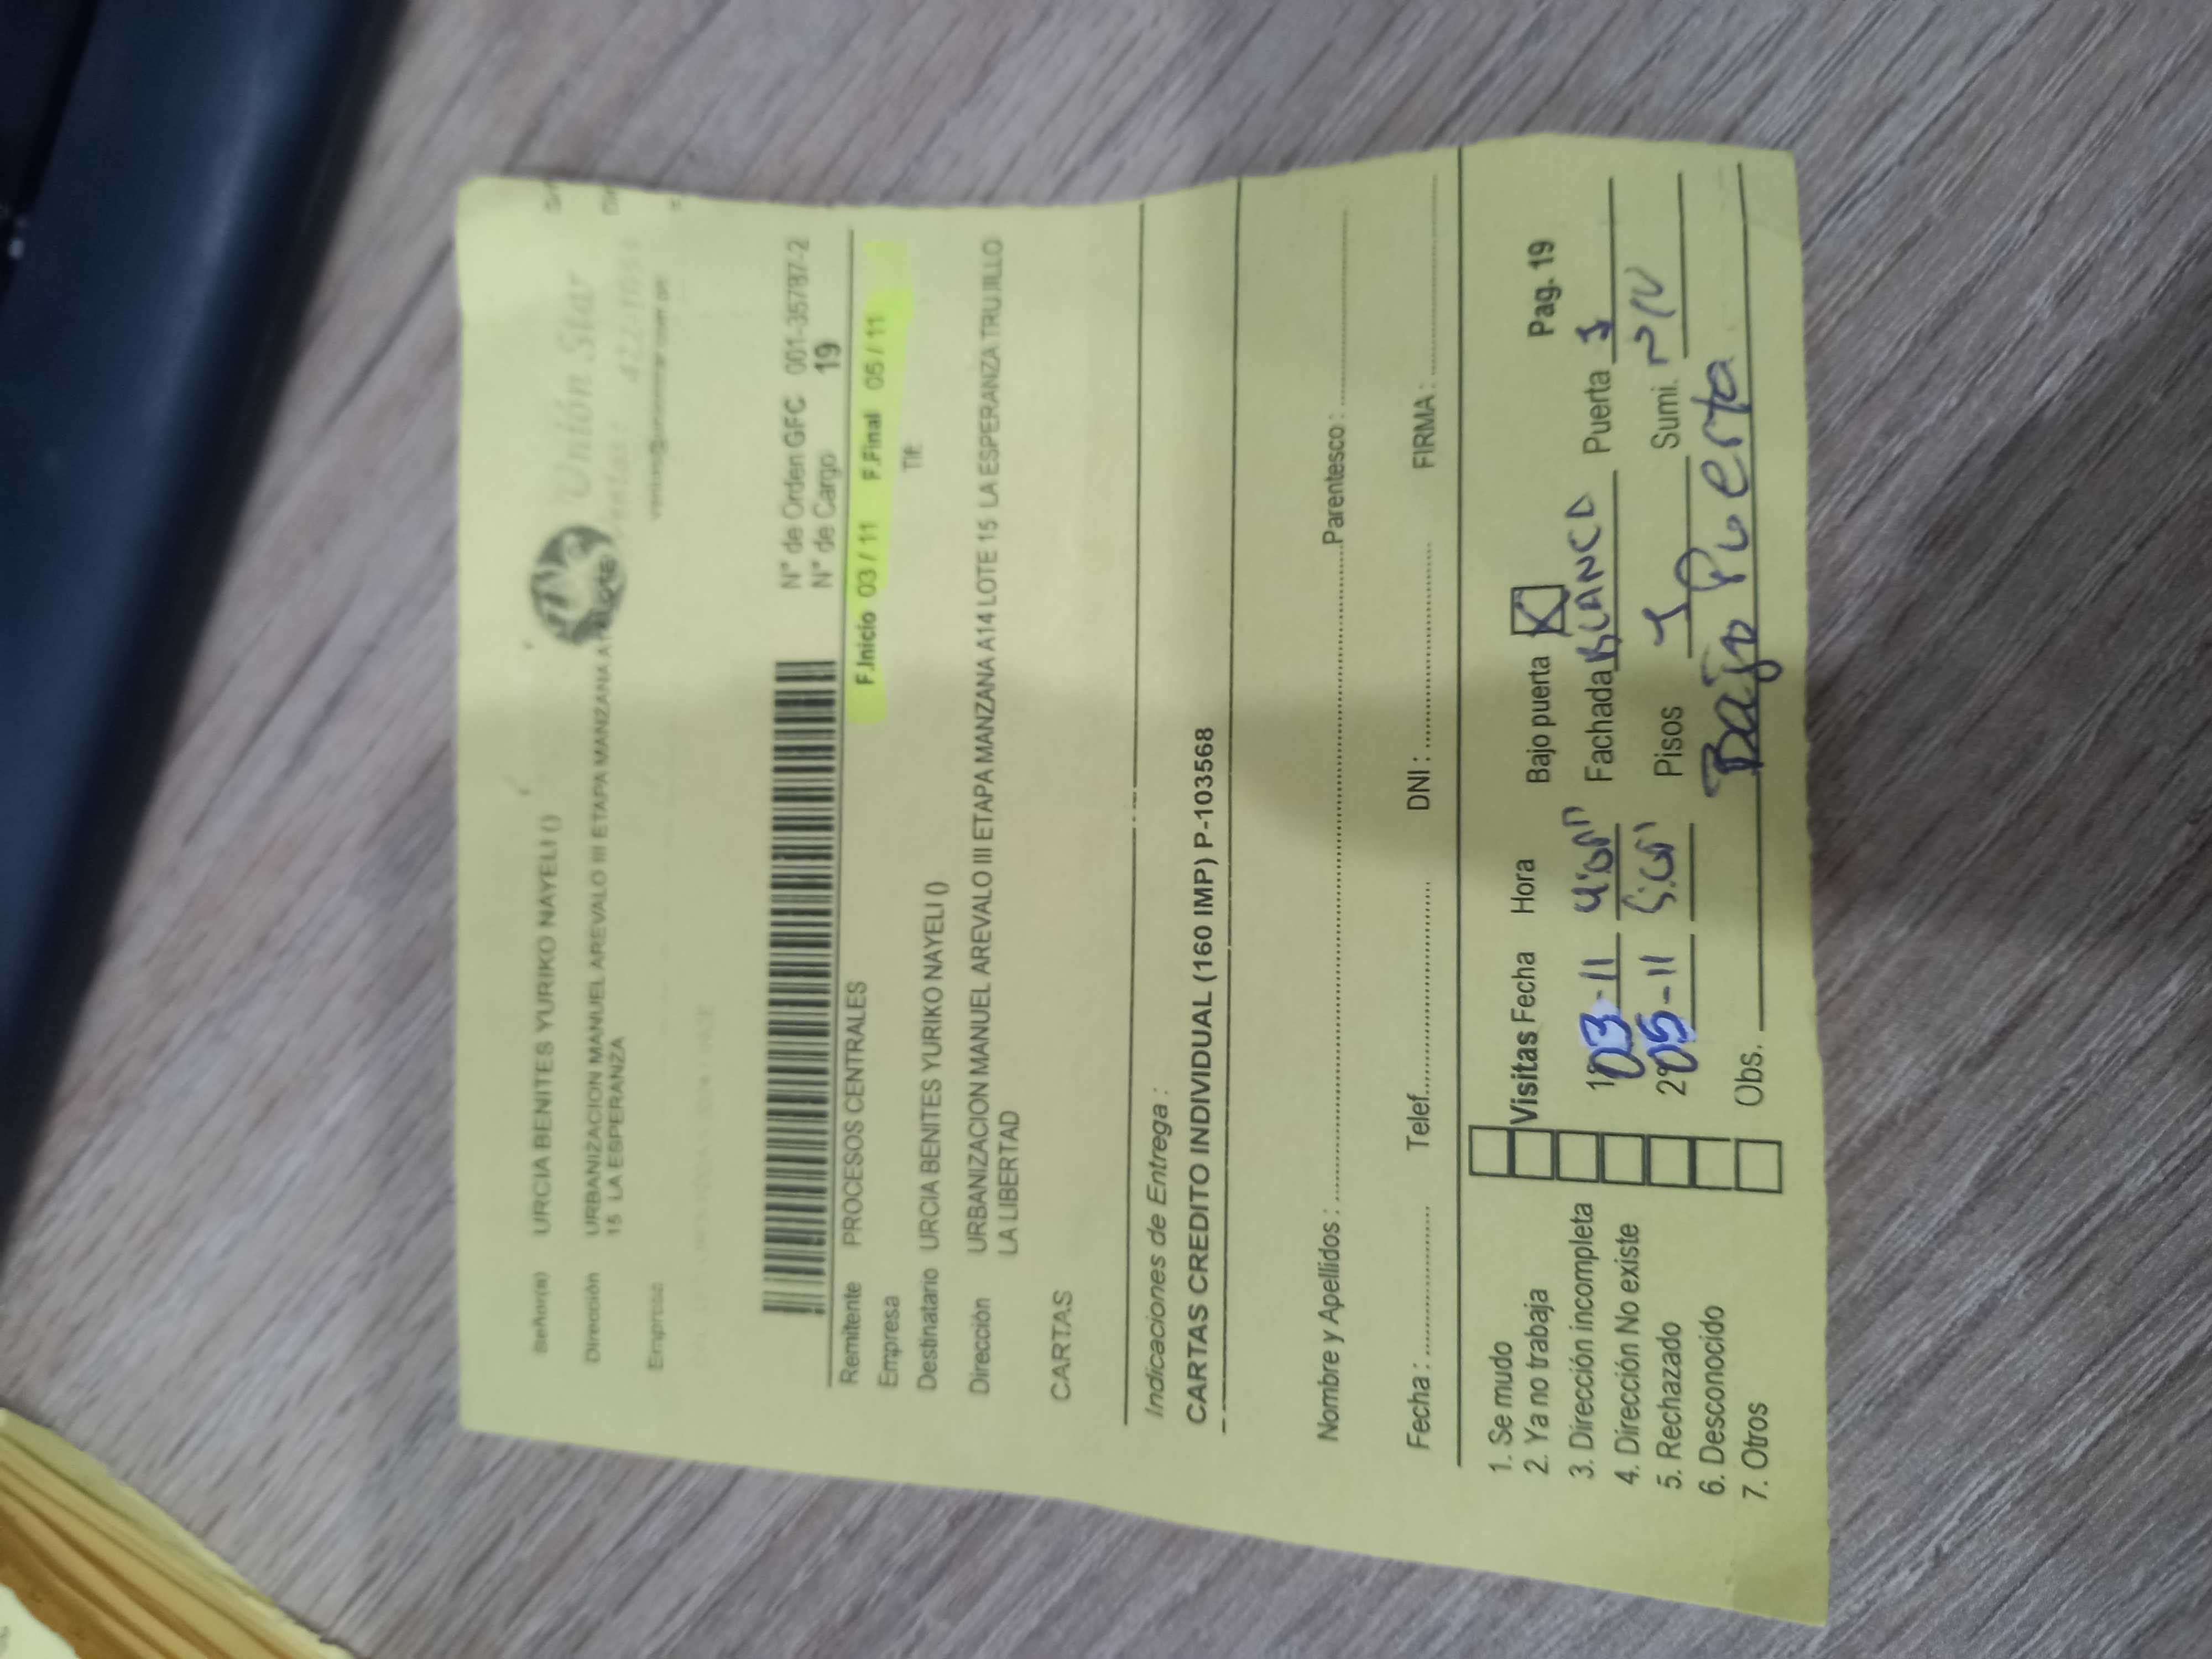 Señor(a) URCIA BENITES YURIKO NAYELI ()
Unión Star
Dirección URBANIZACION MANUEL AREVALO III ETAPA MANZANA
15 LA ESPERANZA
Empresa
N° de Orden GFC 001-35787-2
N° de Cargo 19
Remitente PROCESOS CENTRALES
F.Inicio 03 / 11 F.Final 05 / 11
Empresa Tlf.
Destinatario URCIA BENITES YURIKO NAYELI ()
Dirección URBANIZACION MANUEL AREVALO III ETAPA MANZANA A14 LOTE 15 LA ESPERANZA TRUJILLO
LA LIBERTAD
CARTAS
Indicaciones de Entrega :
CARTAS CREDITO INDIVIDUAL (160 IMP) P-103568
Nombre y Apellidos : Parentesco :
Fecha : Telef. DNI : FIRMA :
1. Se mudo
2. Ya no trabaja Visitas Fecha Hora Bajo puerta X Pag. 19
3. Dirección incompleta 1 03-11 Fachada BLANCA Puerta 1
4. Dirección No existe
5. Rechazado 2 05-11 Pisos 1 Sumi.
6. Desconocido
7. Otros Obs. Bajo Puerta